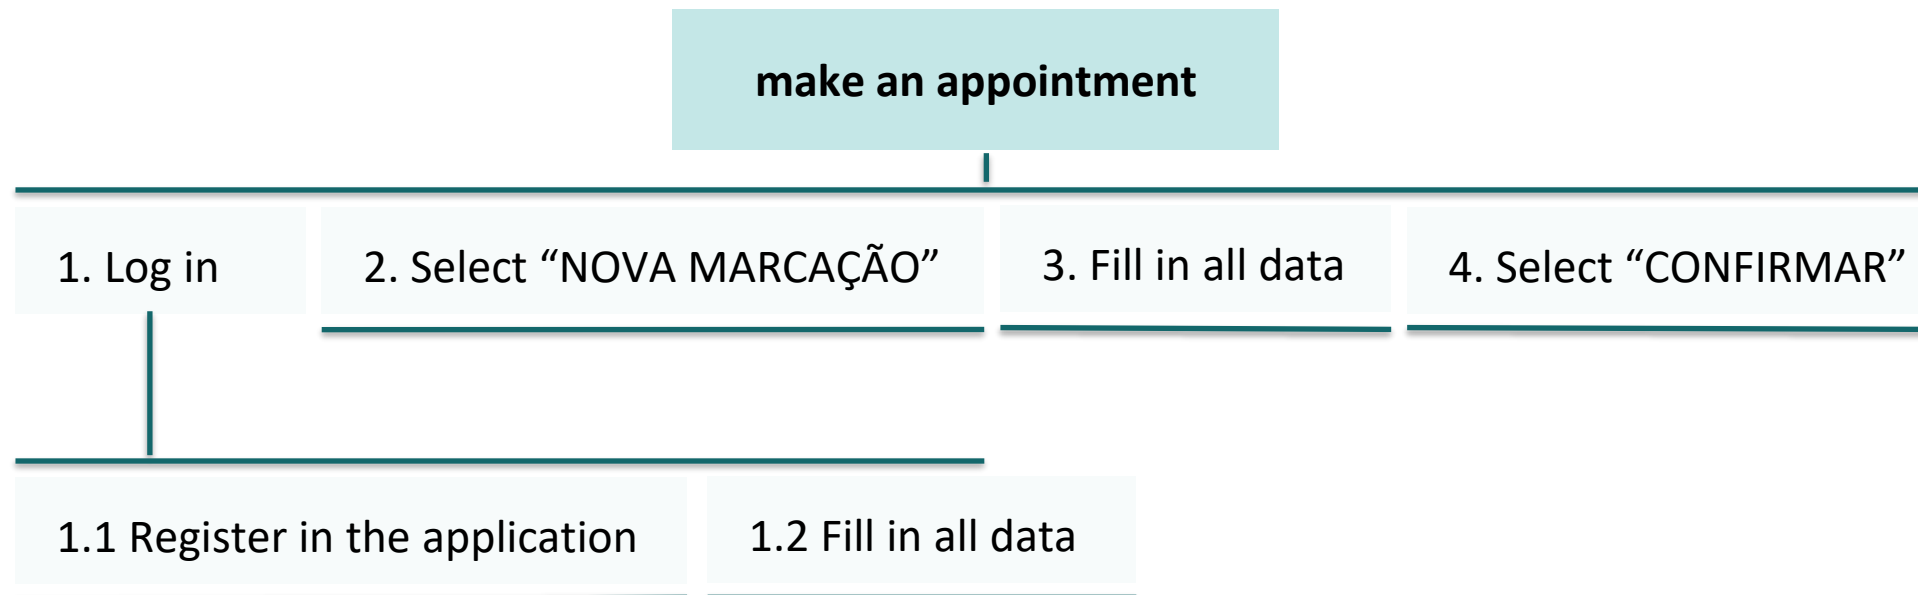 make an appointment
1. Log in
2. Select “NOVA MARCAÇÃO”
3. Fill in all data
4. Select “CONFIRMAR”
1.1 Register in the application
1.2 Fill in all data